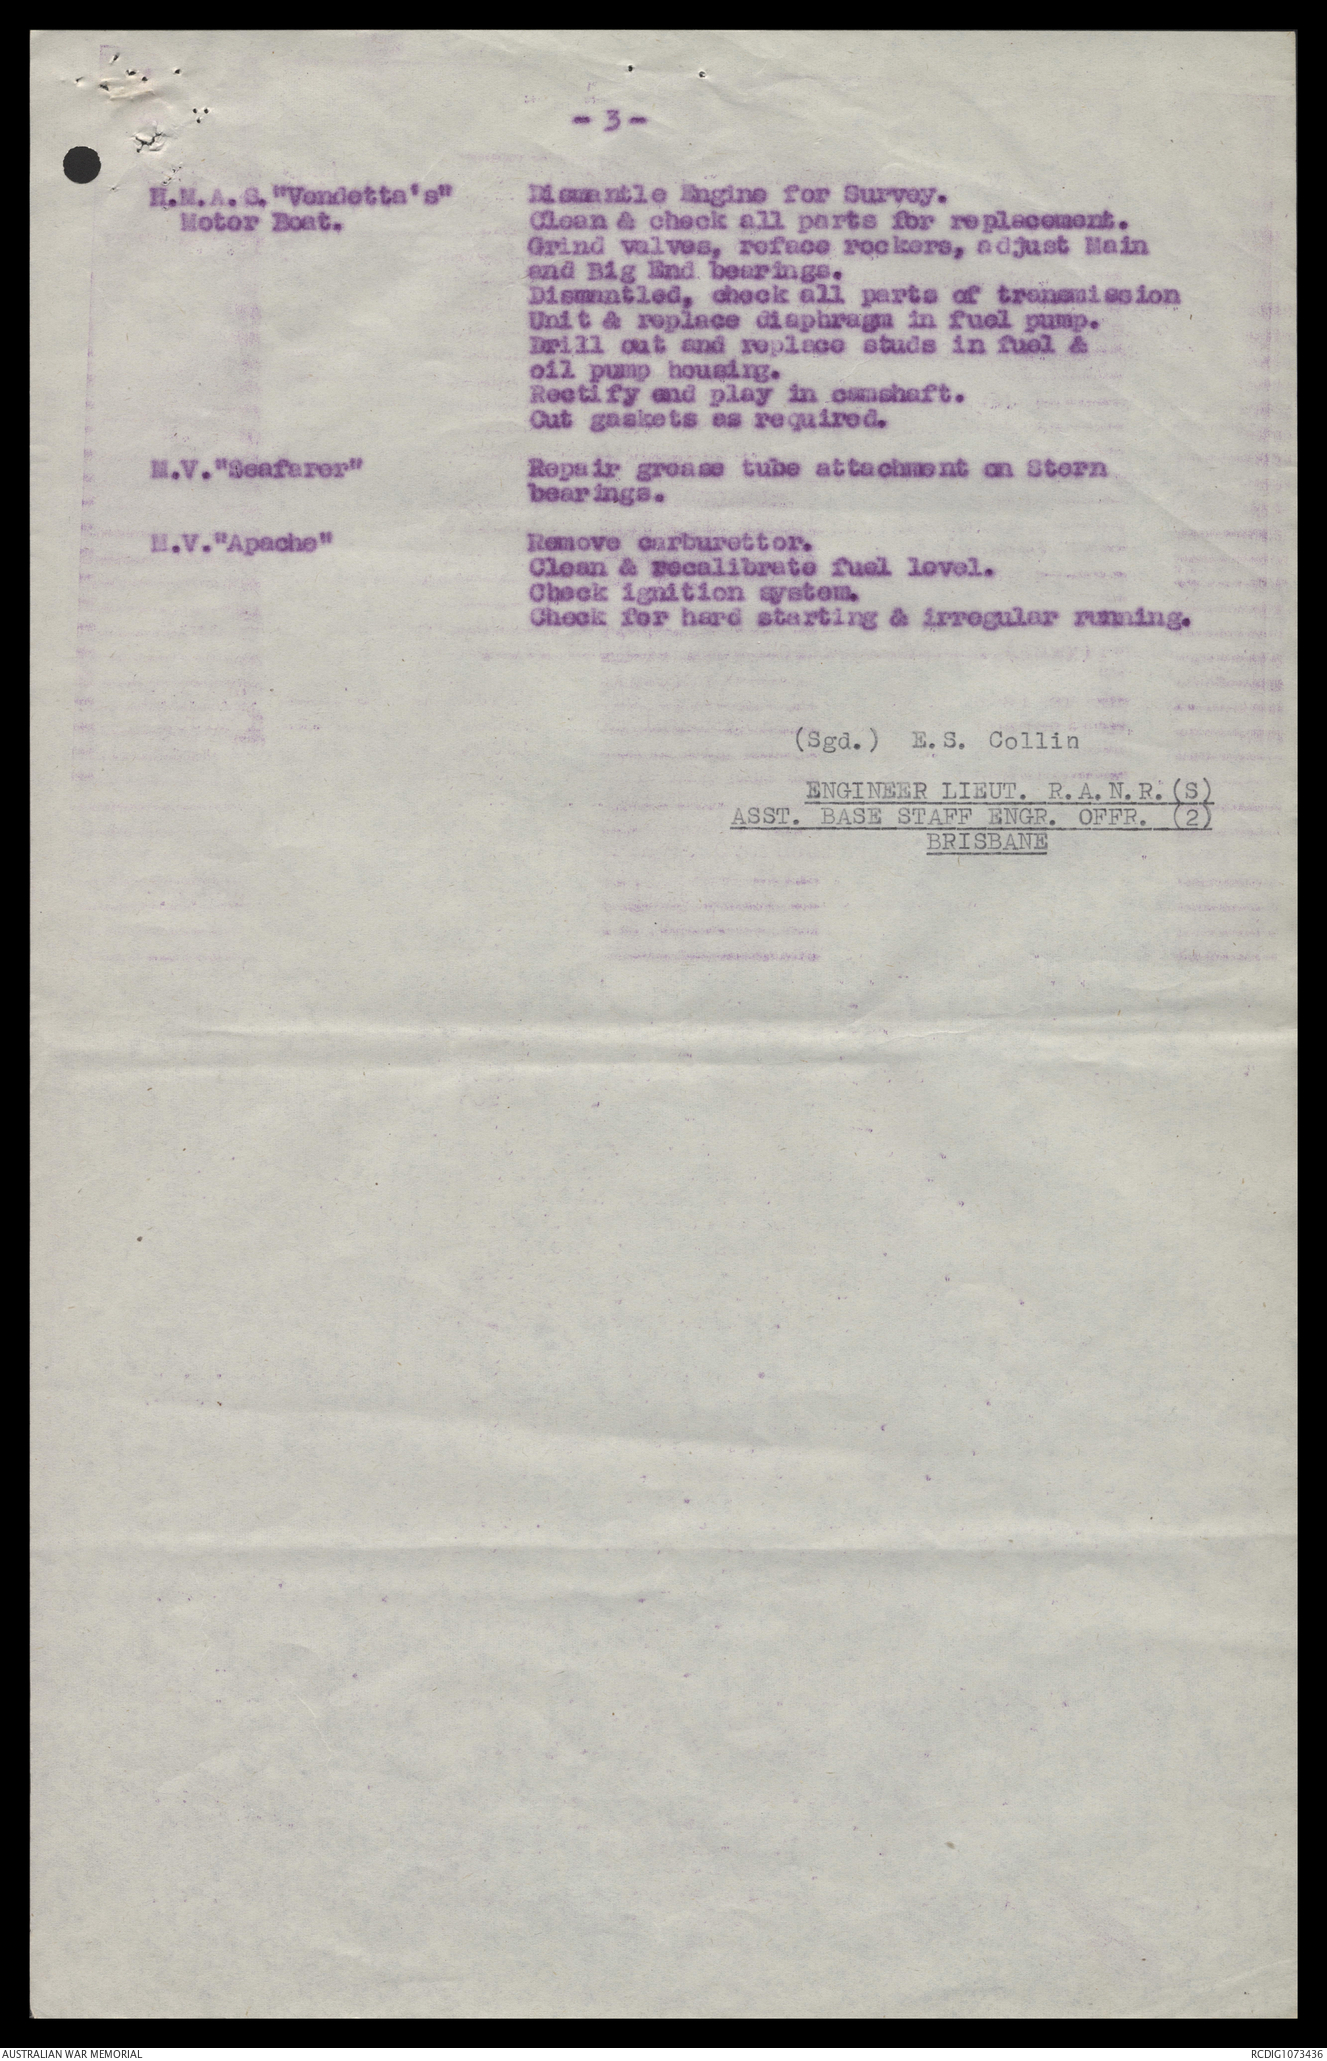 - 3 -
H.M.A.S."Vendetta's" Dismantle Engine for Survey.
Motor Boat. Clean & check all parts for replacement.
Grind valves, reface rockers, adjust Main
and Big End bearings.
Dismantled, check all parts of transmission
Unit & replace diaphragm in fuel pump.
Drill out and replace studs in fuel &
oil pump housing.
Rectify end play in camshaft.
Cut gaskets as required.
M.V."Seafarer" Repair grease tube attachment on Stern
bearings.
M.V."Apache" Remove carburettor.
Clean & recalibrate fuel level.
Check ignition system.
Check for hard starting & irregular running.
(Sgd.) E.S. Collin
ENGINEER LIEUT. R.A.N.R.(S)
ASST. BASE STAFF ENGR. OFFR. (2)
BRISBANE
AUSTRALIAN WAR MEMORIAL
RCDIG1073436